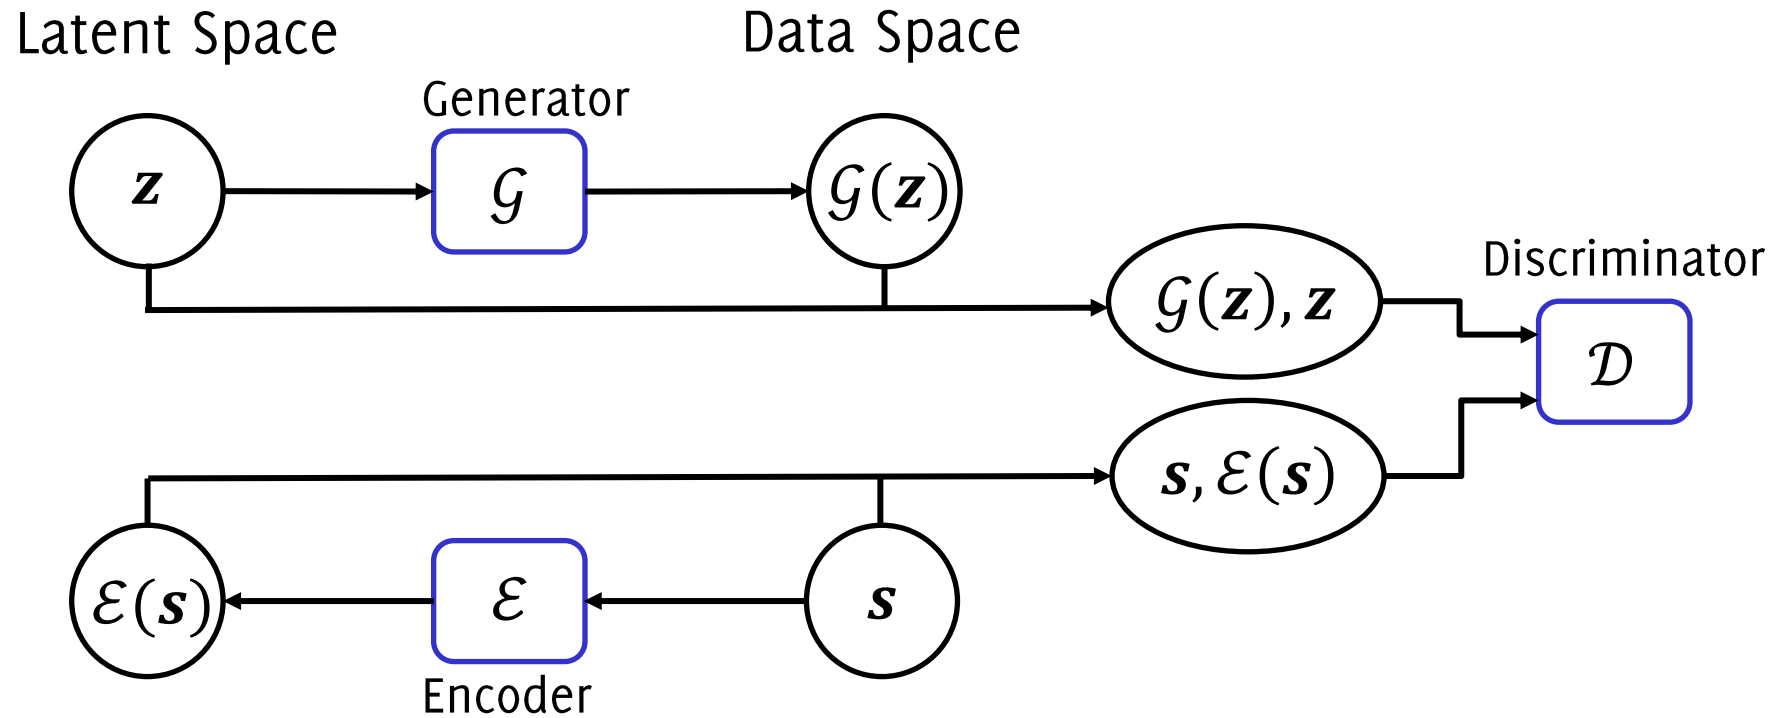 Latent Space
Data Space
Generator
𝒛
𝒢
𝒢(𝒛)
Discriminator
𝒢(𝒛), 𝒛
𝒟
𝒔, ℰ(𝒔)
ℰ(𝒔)
ℰ
𝒔
Encoder